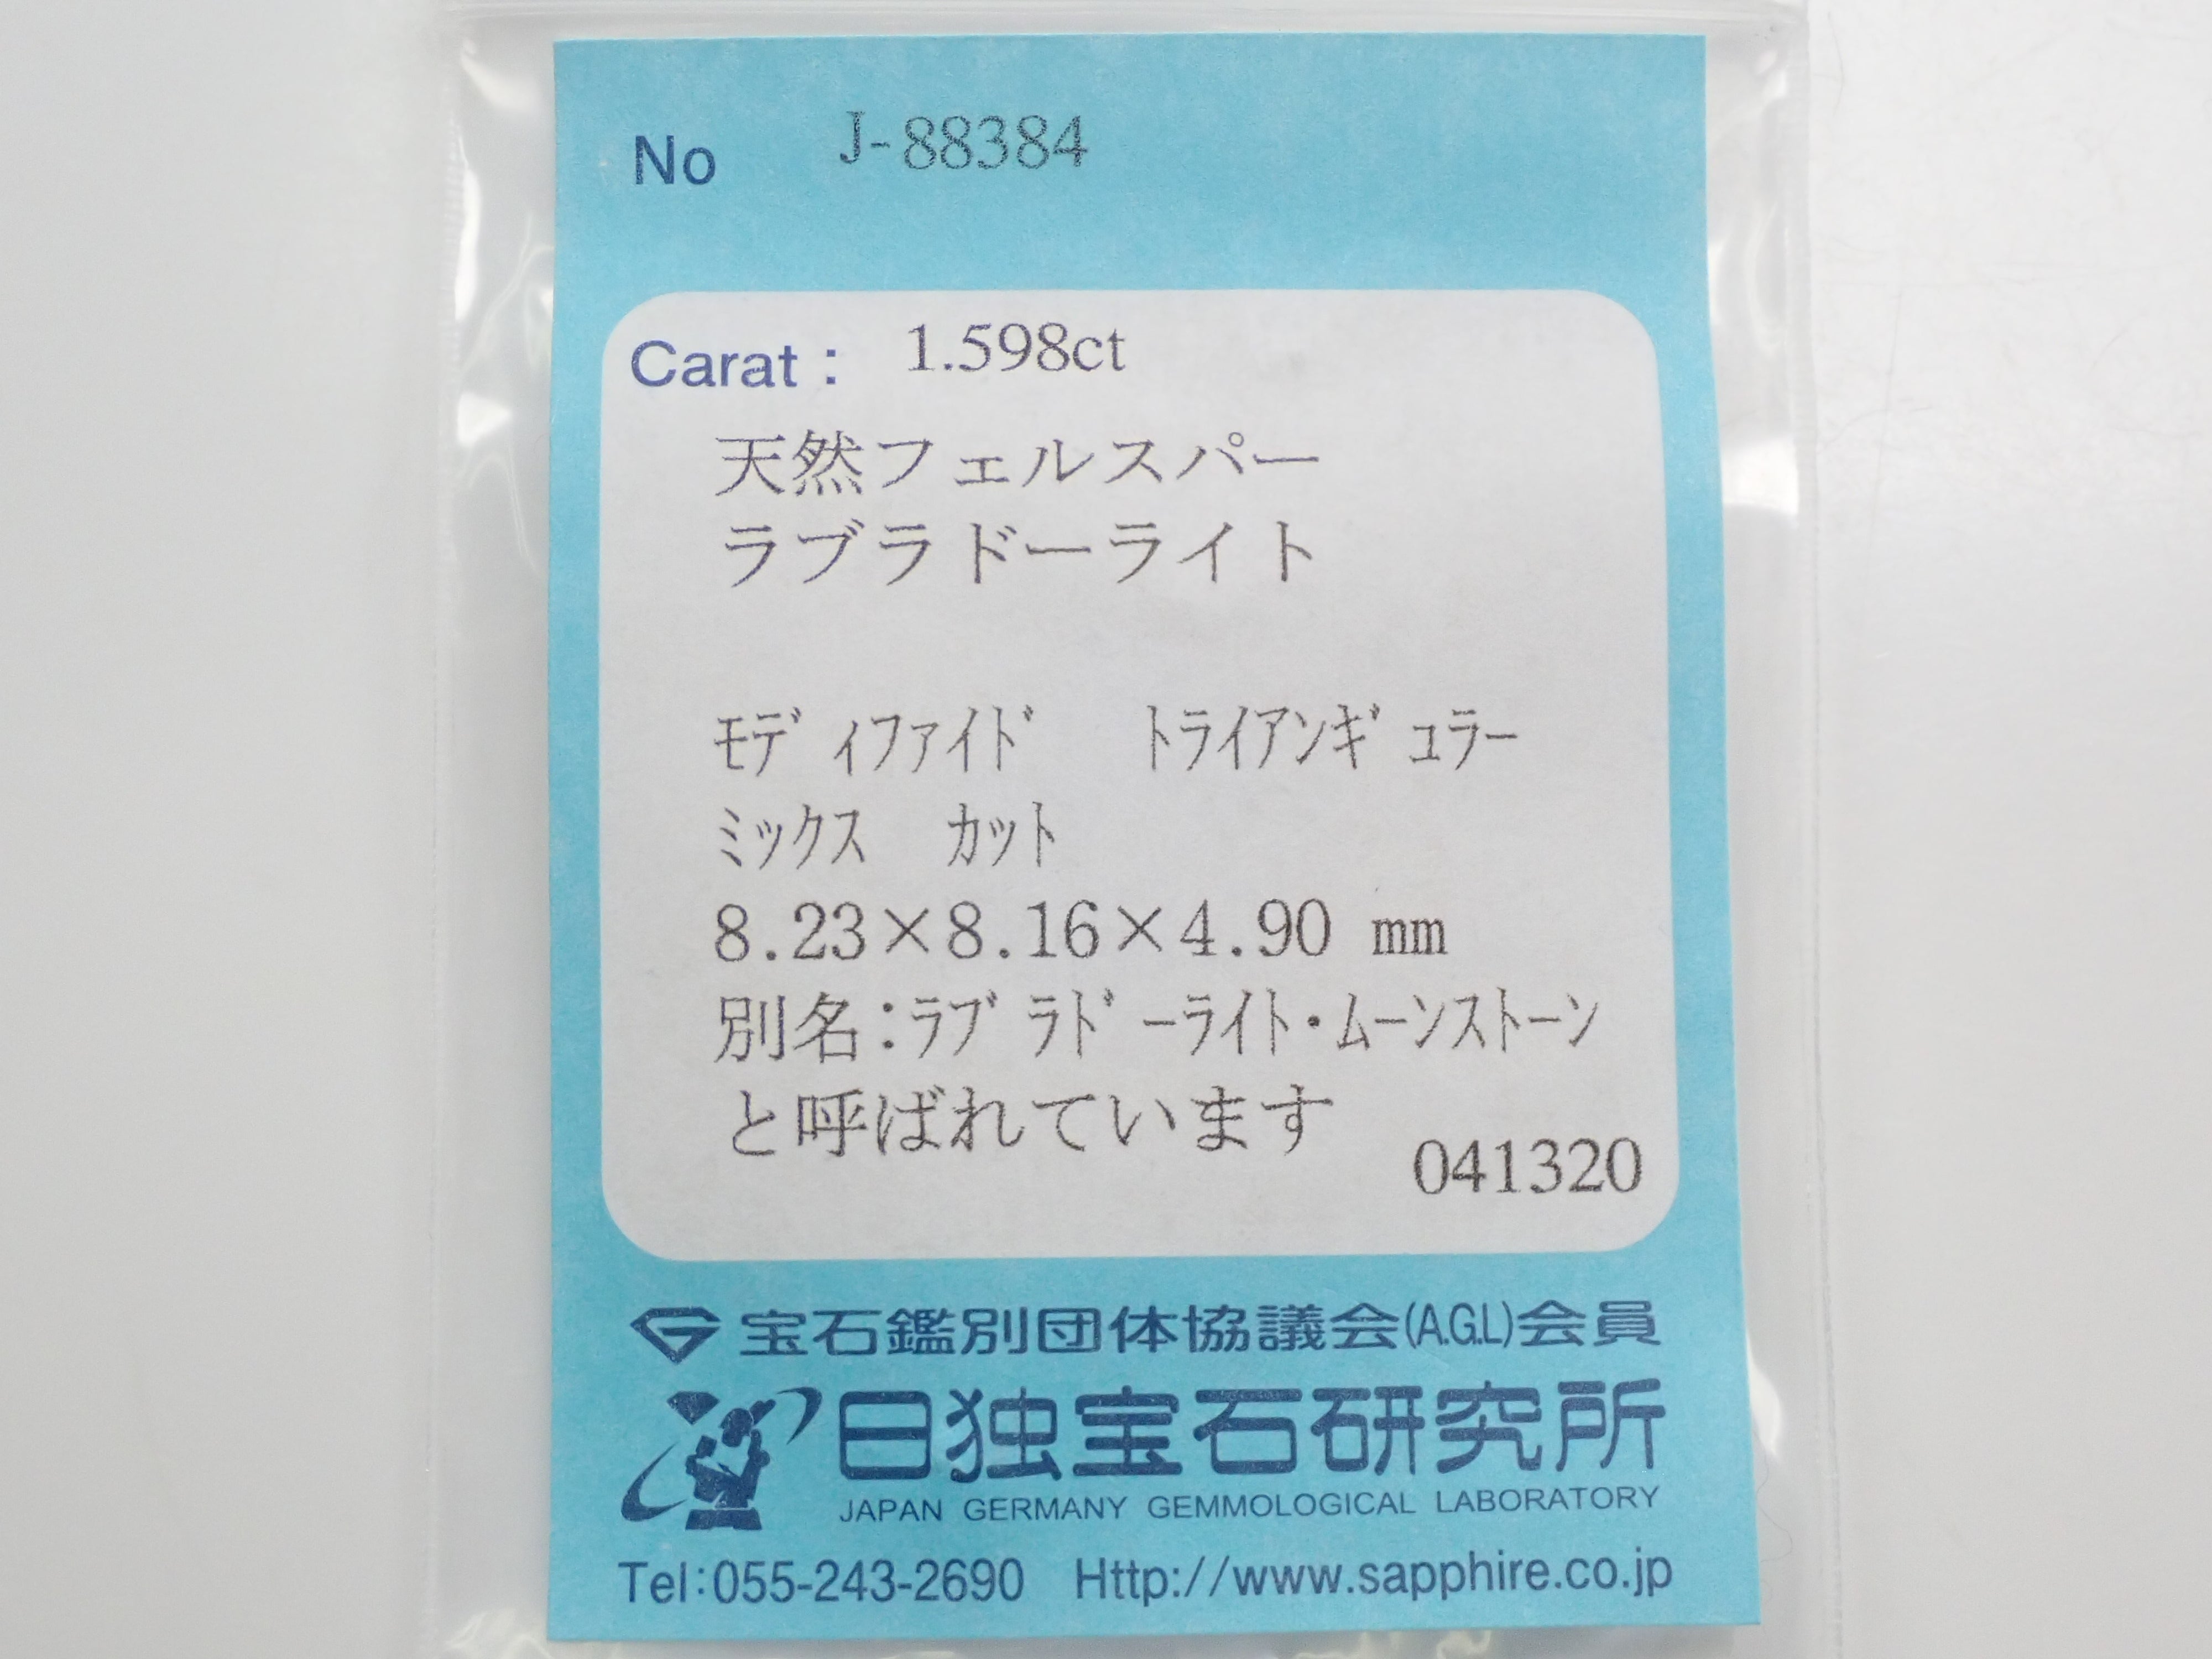 No J-88384
Carat : 1.598ct
天然フェルスパー
ラブラドーライト
ﾓﾃﾞｨﾌｧｲﾄﾞ ﾄﾗｲｱﾝｷﾞｭﾗｰ
ﾐｯｸｽ ｶｯﾄ
8.23×8.16×4.90 mm
別名:ﾗﾌﾞﾗﾄﾞｰﾗｲﾄ・ﾑｰﾝｽﾄｰﾝ
と呼ばれています
041320
宝石鑑別団体協議会(A.G.L)会員
日独宝石研究所
JAPAN GERMANY GEMMOLOGICAL LABORATORY
Tel:055-243-2690 Http://www.sapphire.co.jp